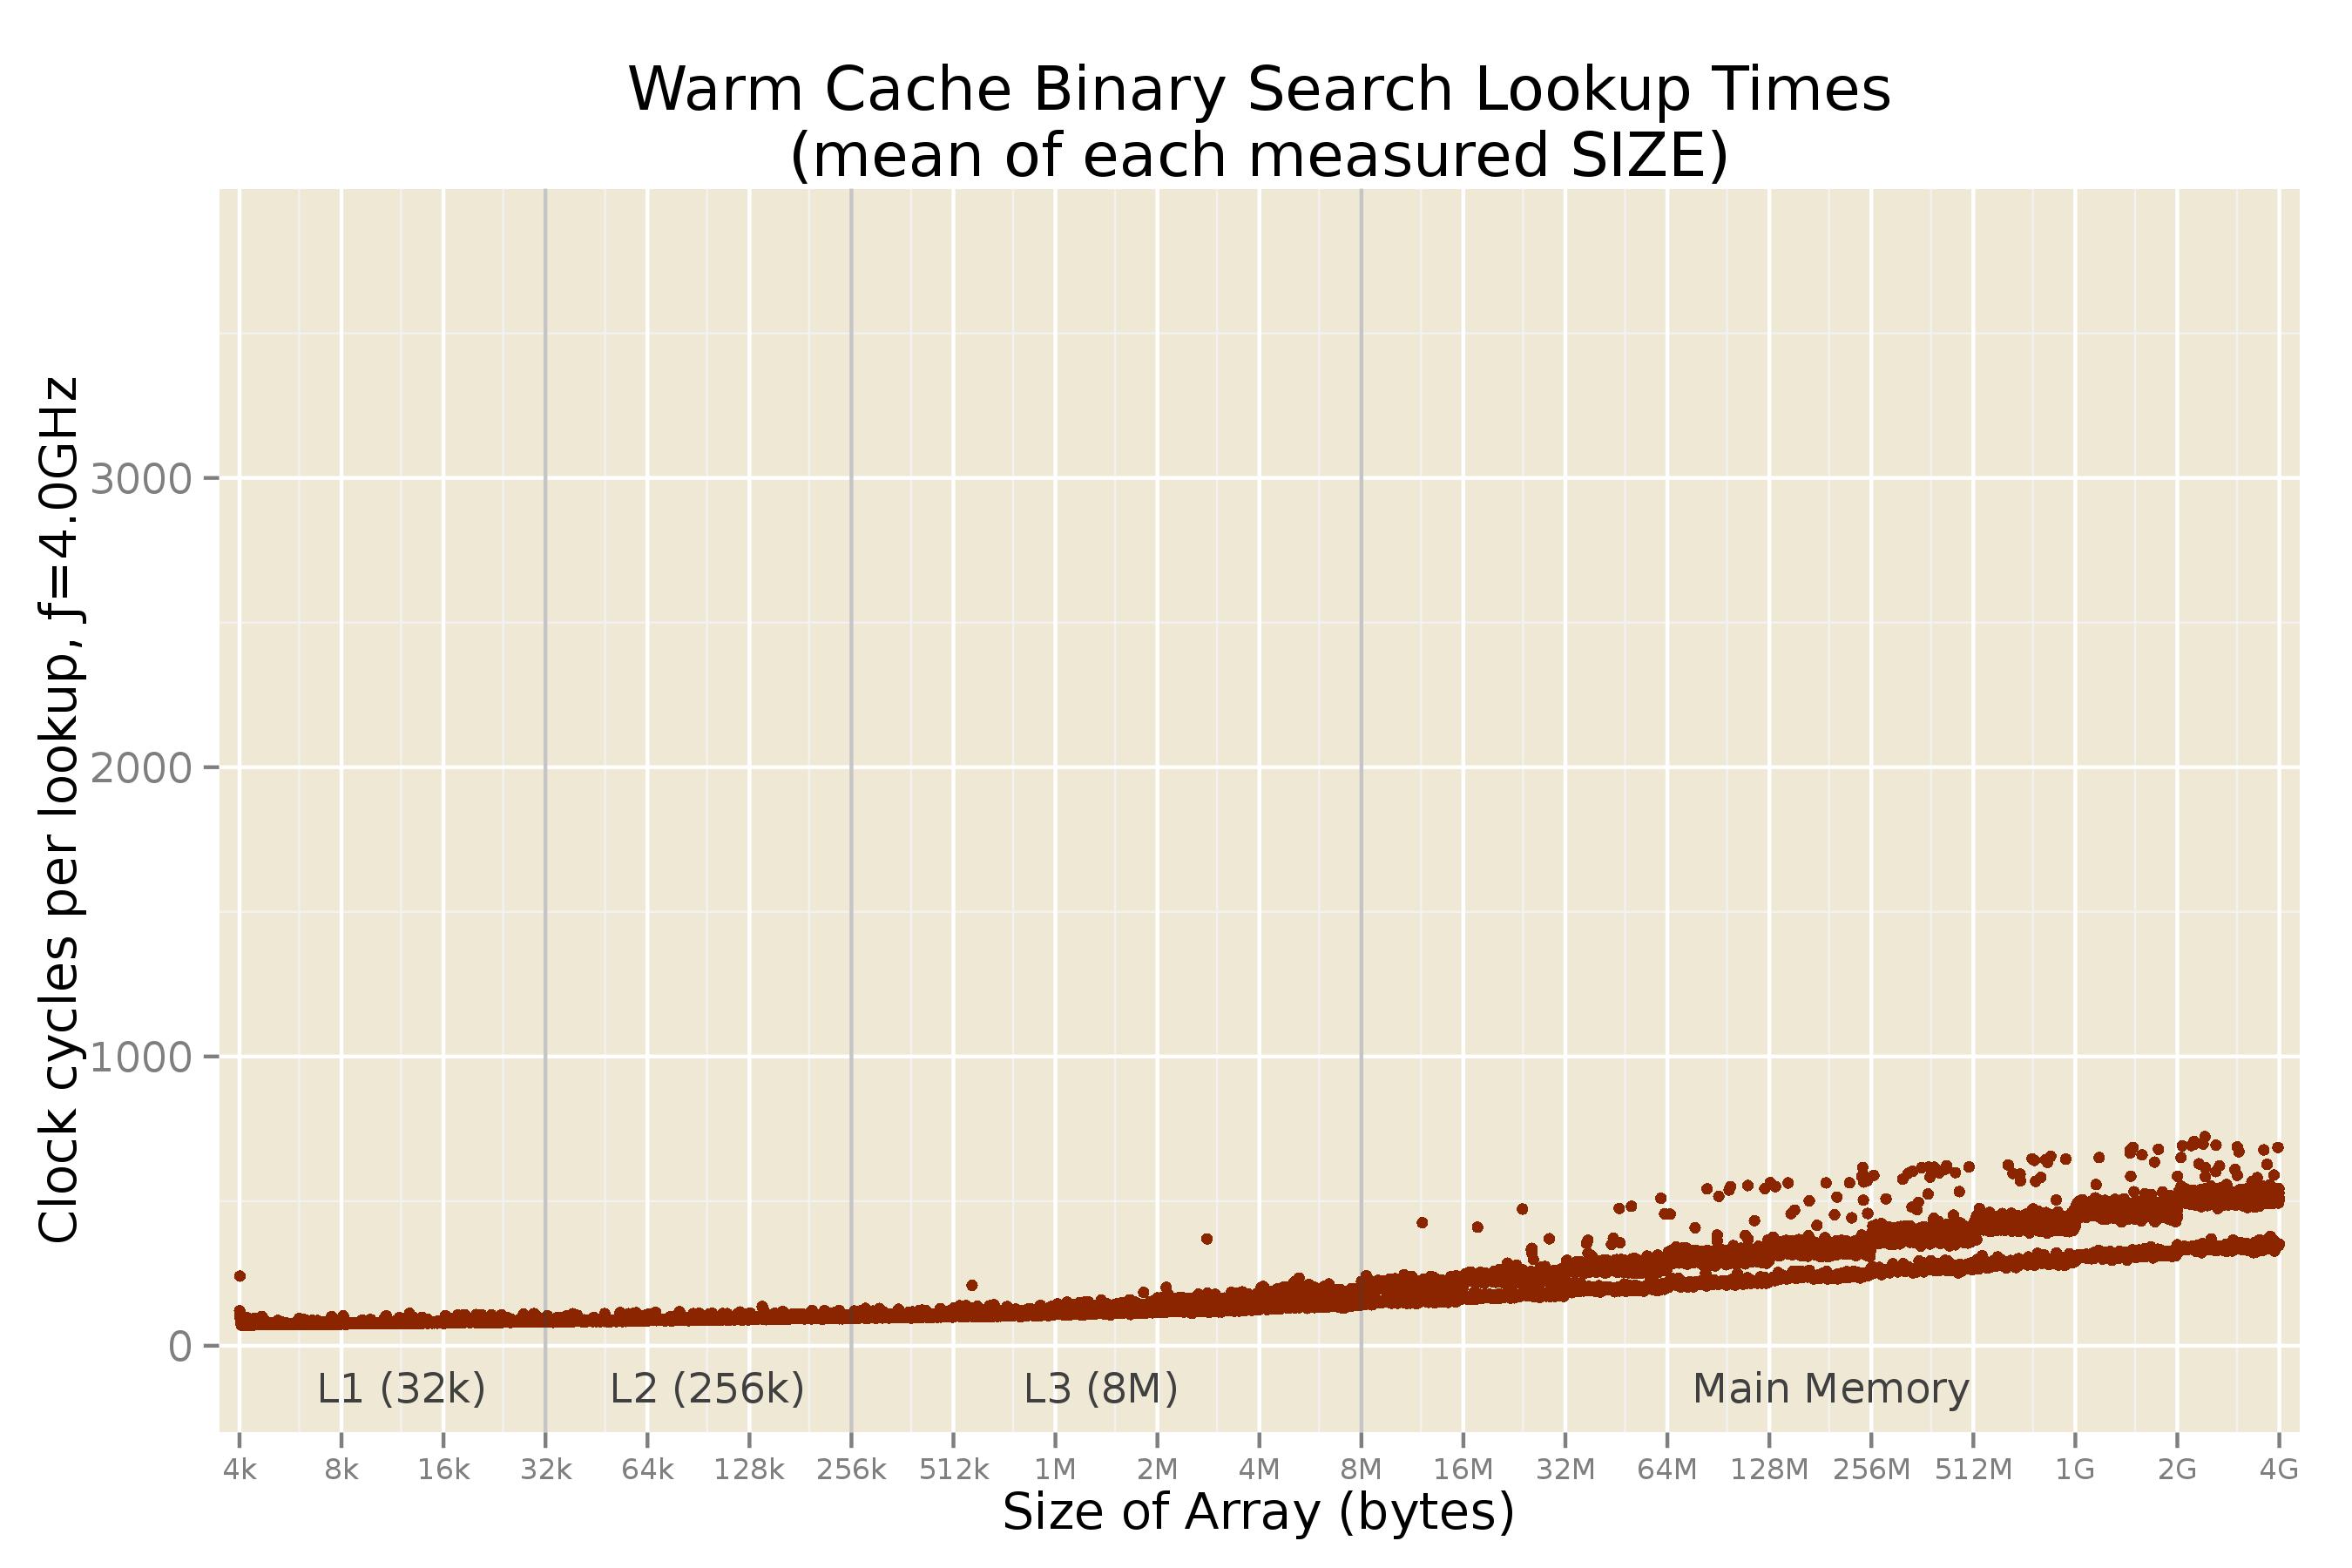 Warm Cache Binary Search Lookup Times
(mean of each measured SIZE)
Clock cycles per lookup, ƒ=4.0GHz
3000
2000
1000
0
L1 (32k) L2 (256k) L3 (8M) Main Memory
4k 8k 16k 32k 64k 128k 256k 512k 1M 2M 4M 8M 16M 32M 64M 128M 256M 512M 1G 2G 4G
Size of Array (bytes)